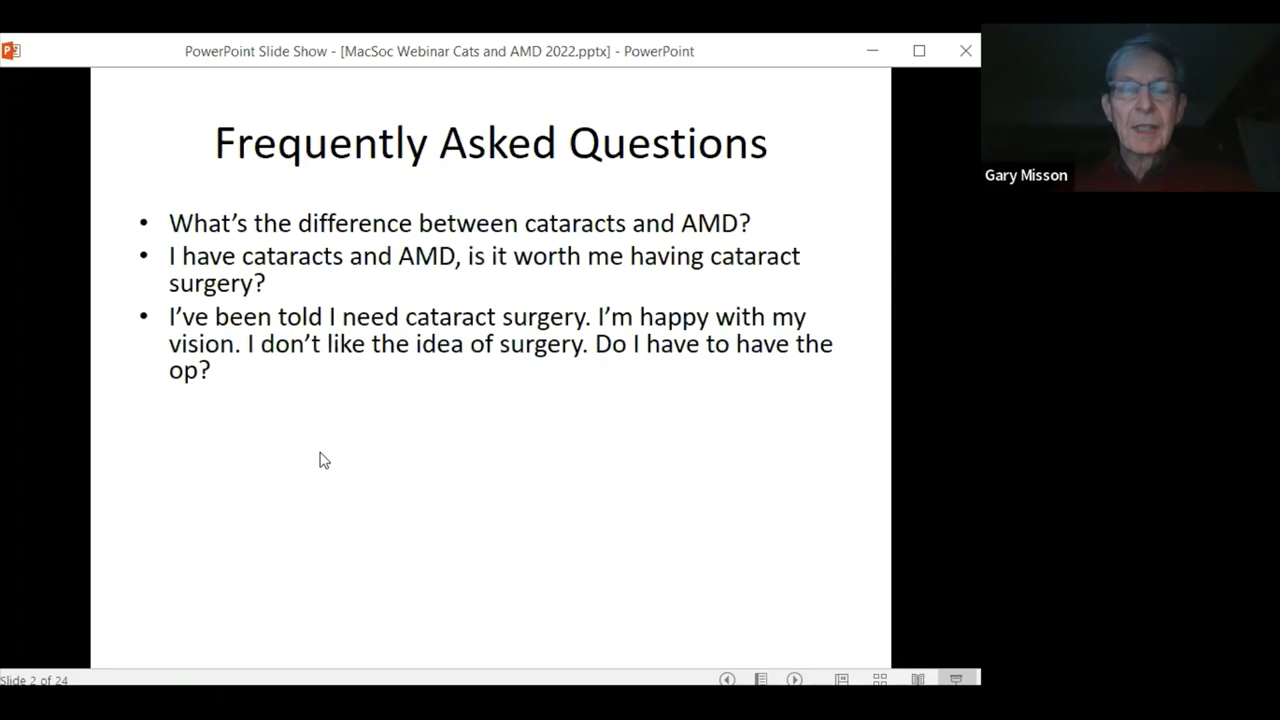 PowerPoint Slide Show - [MacSoc Webinar Cats and AMD 2022.pptx] - PowerPoint
Gary Misson
Frequently Asked Questions
• What's the difference between cataracts and AMD?
• I have cataracts and AMD, is it worth me having cataract
surgery?
• I've been told I need cataract surgery. I'm happy with my
vision. I don't like the idea of surgery. Do I have to have the
op?
Slide 2 of 24